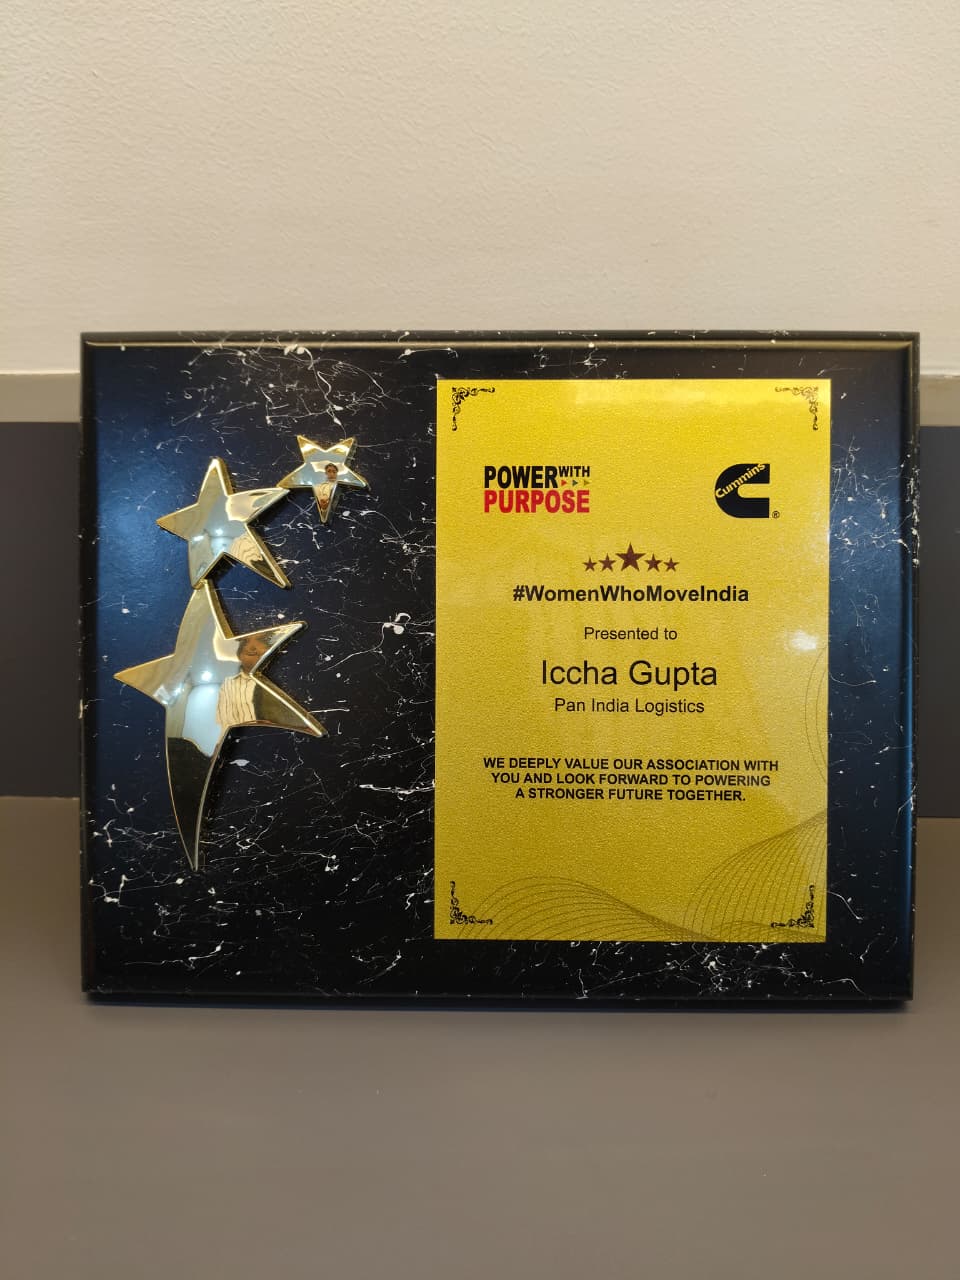 POWER WITH
PURPOSE
Cummins
®
#WomenWhoMoveIndia
Presented to
Iccha Gupta
Pan India Logistics
WE DEEPLY VALUE OUR ASSOCIATION WITH
YOU AND LOOK FORWARD TO POWERING
A STRONGER FUTURE TOGETHER.